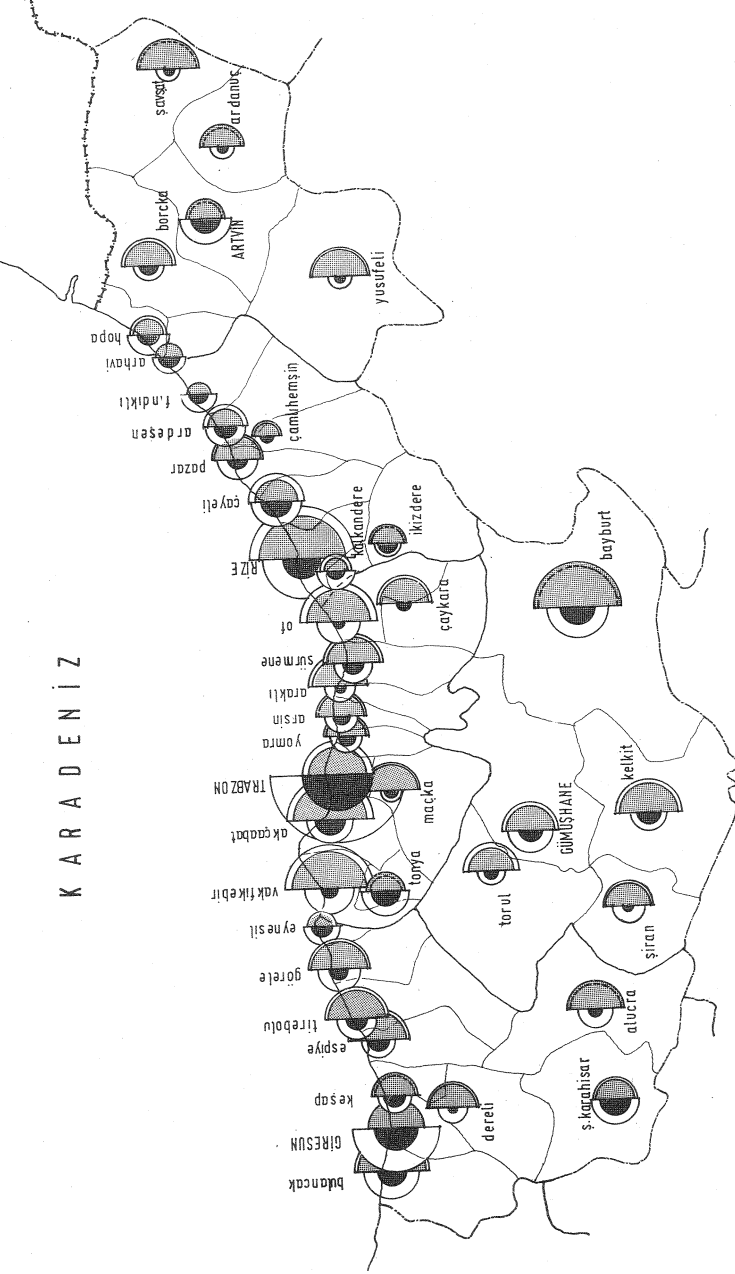 KARADENİZ
şavşat
ardanuç
borcka
ARTVİN
yusufeli
hopa
arhavi
fındıklı
ardeşen
çamuhemşin
pazar
çayeli
kalkandere
ikizdere
RİZE
bayburt
çaykara
of
sürmene
araklı
arsin
yomra
TRABZON
maçka
akçaabat
kelkit
GÜMÜŞHANE
tonya
vakfıkebir
torul
eynesil
şiran
görele
tirebolu
espiye
alucra
keşap
dereli
ş.karahisar
GİRESUN
bulancak